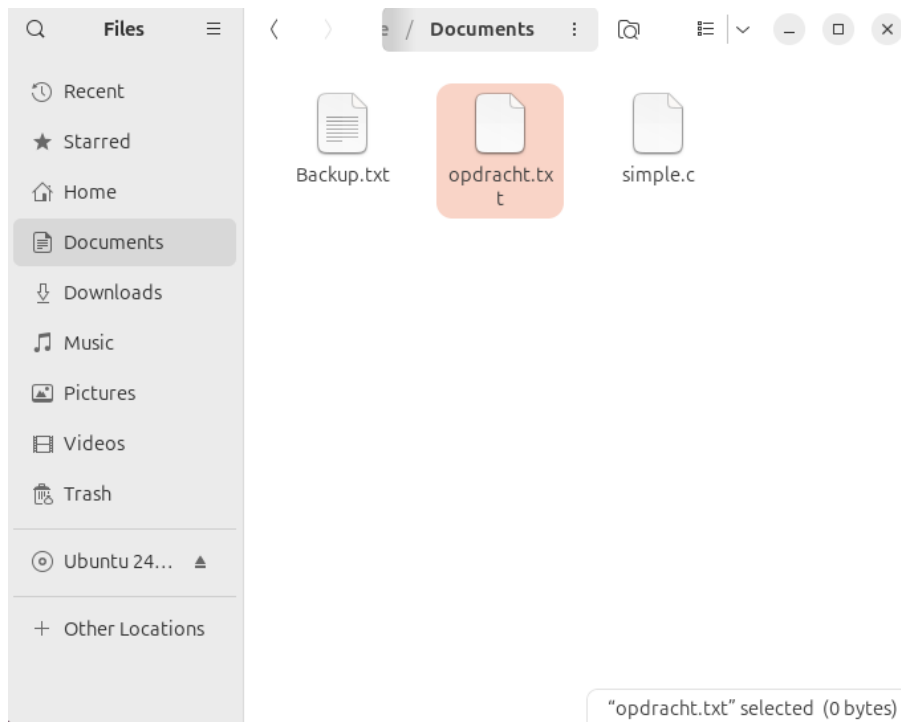 Files
e / Documents
Recent
Starred
Home
Documents
Downloads
Music
Pictures
Videos
Trash
Ubuntu 24...
Other Locations
Backup.txt
opdracht.tx
t
simple.c
“opdracht.txt” selected (0 bytes)